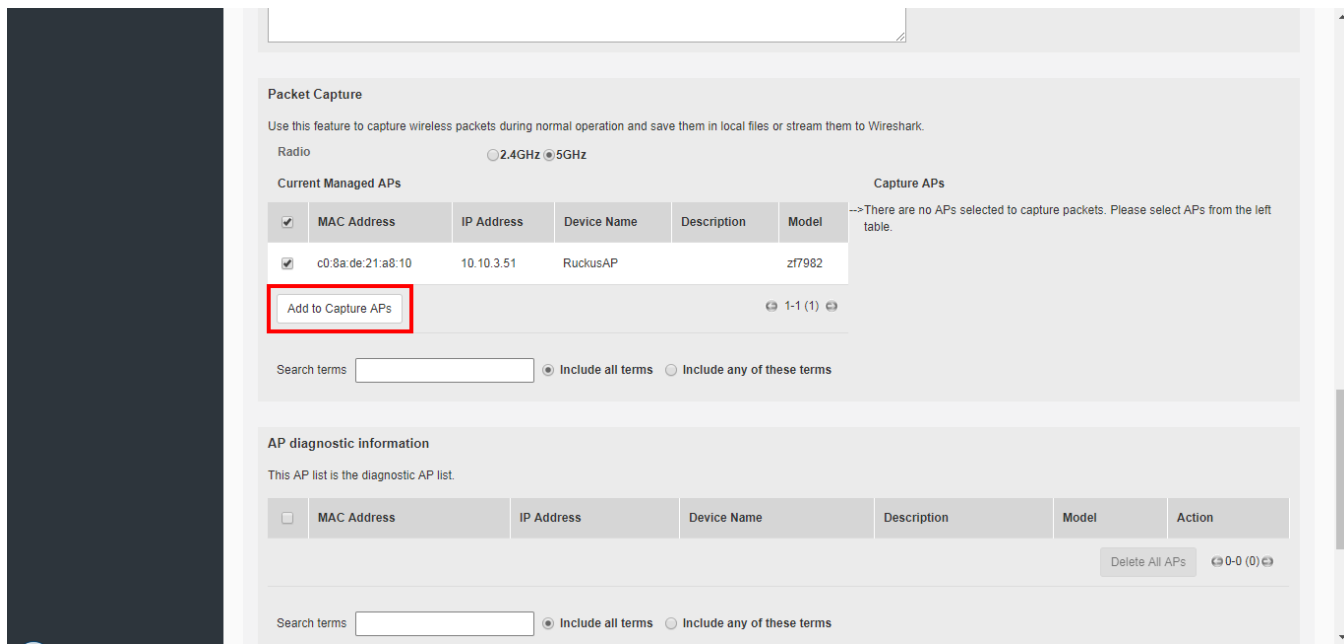 Packet Capture
Use this feature to capture wireless packets during normal operation and save them in local files or stream them to Wireshark.
Radio 2.4GHz 5GHz
Current Managed APs Capture APs
MAC Address IP Address Device Name Description Model
-->There are no APs selected to capture packets. Please select APs from the left
table.
c0:8a:de:21:a8:10 10.10.3.51 RuckusAP zf7982
Add to Capture APs 1-1 (1)
Search terms Include all terms Include any of these terms
AP diagnostic information
This AP list is the diagnostic AP list.
MAC Address IP Address Device Name Description Model Action
Delete All APs 0-0 (0)
Search terms Include all terms Include any of these terms